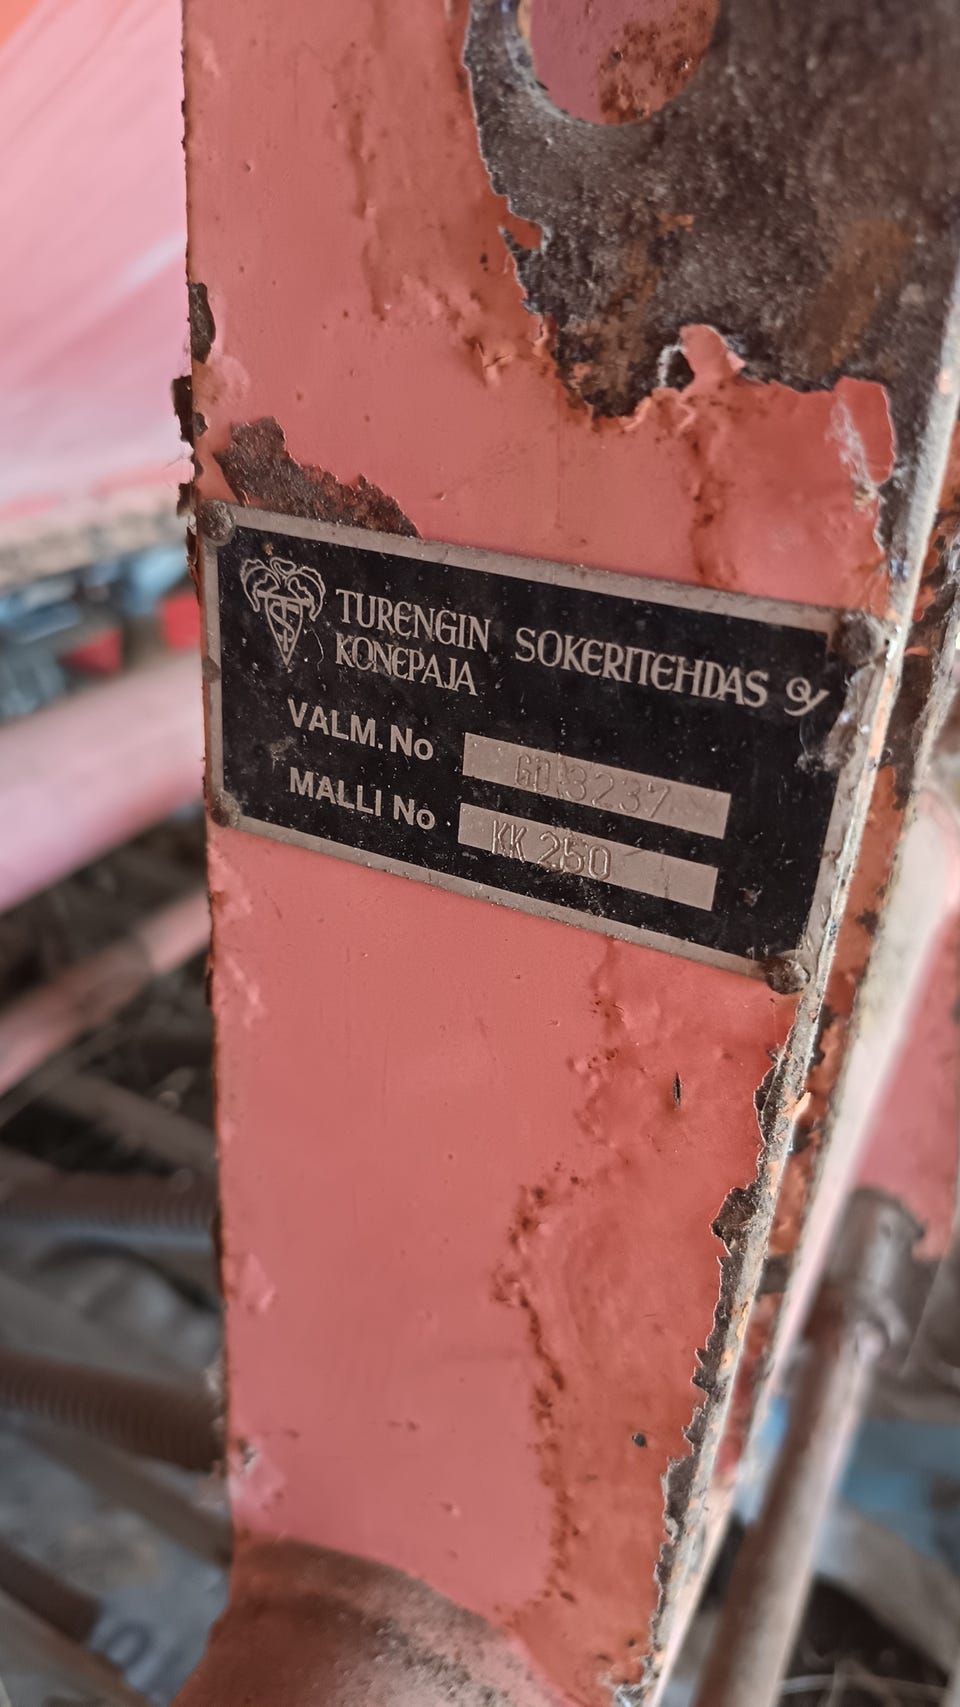 TURENGIN SOKERITEHDAS Oy
KONEPAJA
VALM. No
MALLI No KK 250